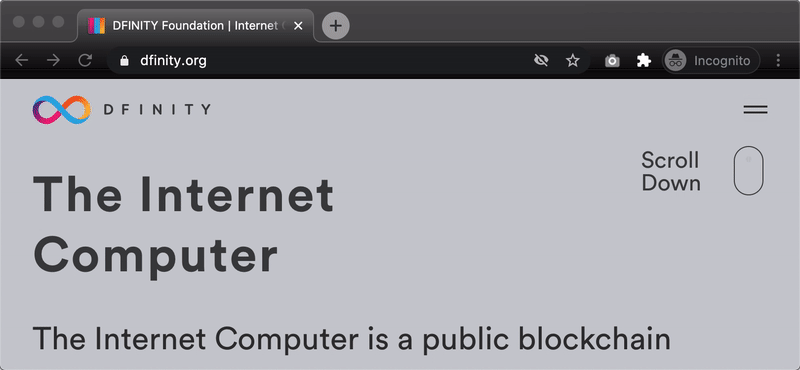 DFINITY Foundation | Internet
dfinity.org
Incognito
DFINITY
Scroll
Down
The Internet
Computer
The Internet Computer is a public blockchain